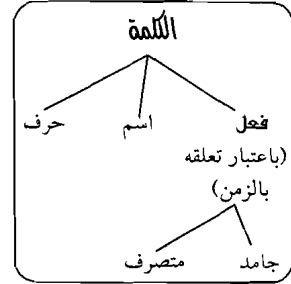 الكلمة
فعل اسم حرف
(باعتبار تعلقه
بالزمن)
جامد متصرف